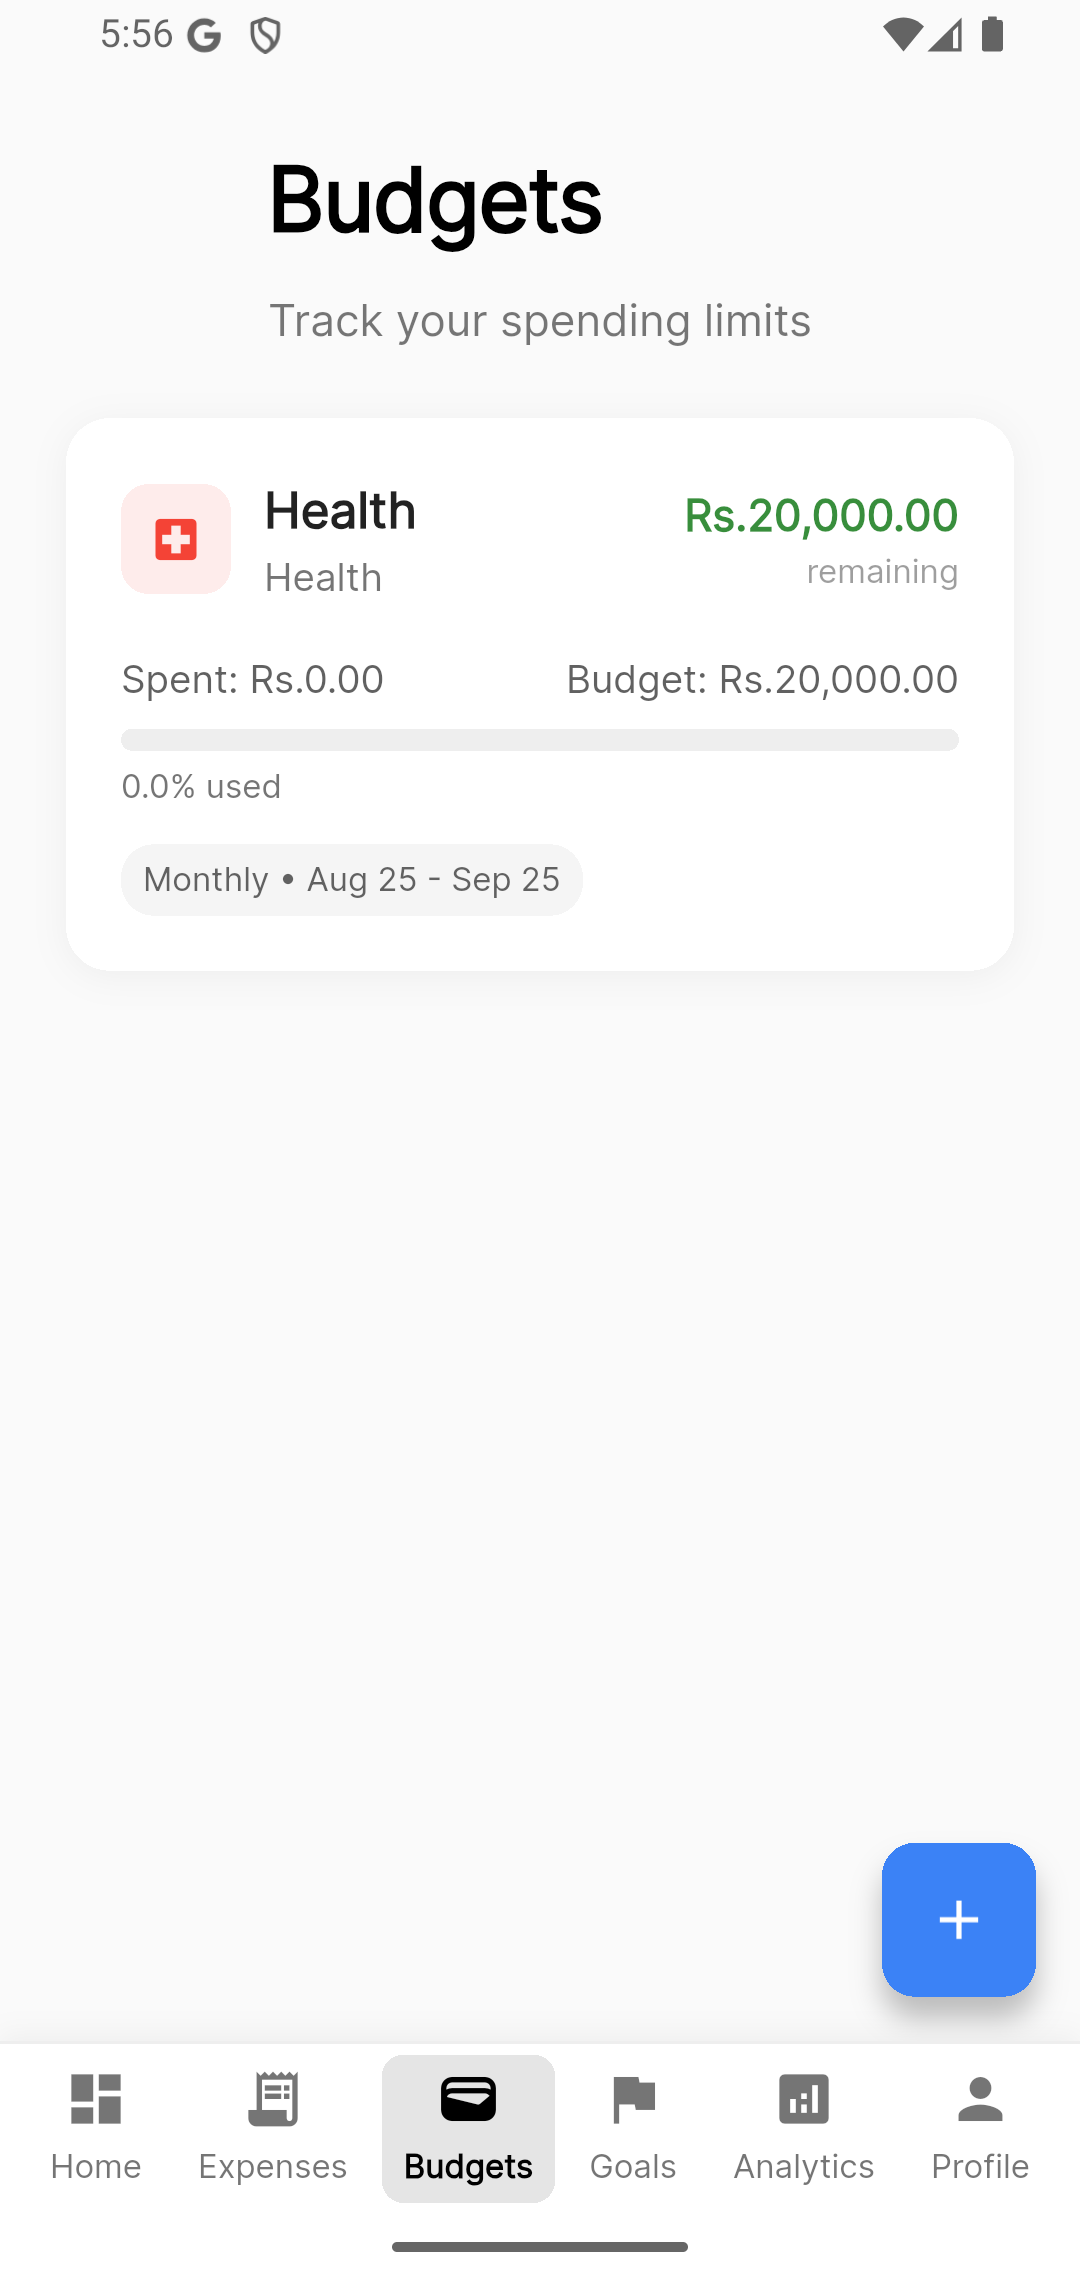 5:56
Budgets
Track your spending limits
Health
Health
Rs.20,000.00
remaining
Spent: Rs.0.00
Budget: Rs.20,000.00
0.0% used
Monthly • Aug 25 - Sep 25
Home
Expenses
Budgets
Goals
Analytics
Profile